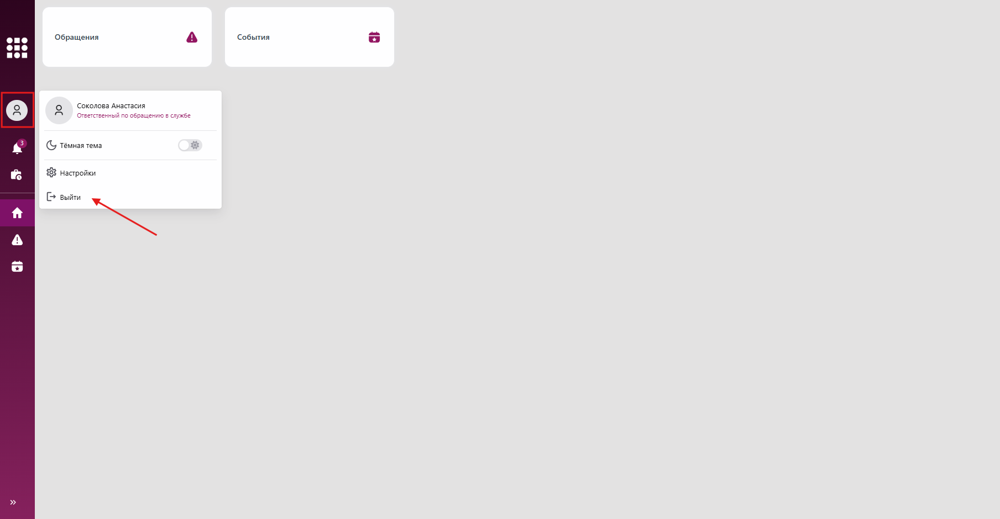 Обращения
События
Соколова Анастасия
Ответственный по обращению в службе
3
Тёмная тема
Настройки
Выйти